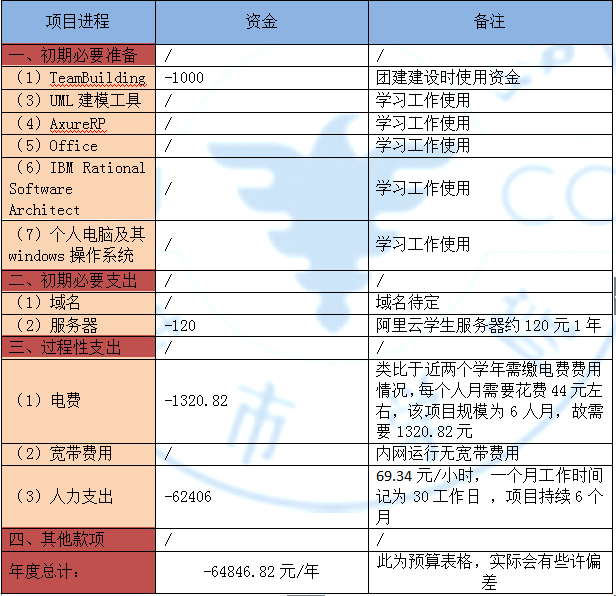 项目进程 资金 备注
一、初期必要准备 / /
（1）TeamBuilding -1000 团建建设时使用资金
（3）UML 建模工具 / 学习工作使用
（4）AxureRP / 学习工作使用
（5）Office / 学习工作使用
（6）IBM Rational
Software
Architect
/ 学习工作使用
（7）个人电脑及其
windows 操作系统
/ 学习工作使用
二、初期必要支出 / /
（1）域名 / 域名待定
（2）服务器 -120 阿里云学生服务器约 120 元 1 年
三、过程性支出 / /
（1）电费 -1320.82
类比于近两个学年需缴电费费用
情况，每个人月需要花费 44 元左
右，该项目规模为 6 人月，故需
要 1320.82 元
（2）宽带费用 / 内网运行无宽带费用
（3）人力支出 -62406
69.34 元/小时，一个月工作时间
记为 30 工作日 ，项目持续 6 个
月
四、其他款项 / /
年度总计： -64846.82 元/年
此为预算表格，实际会有些许偏
差
市
CO